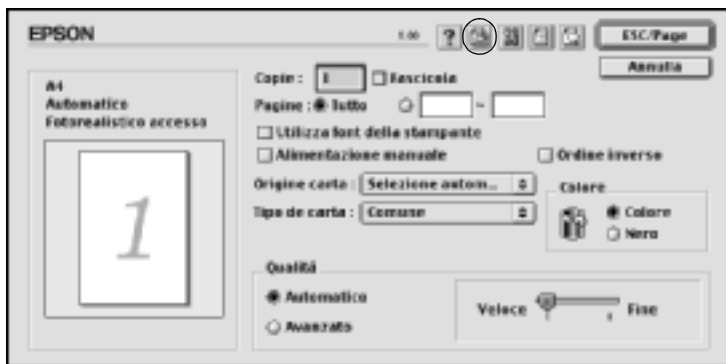 EPSON
1.00
?
ESC/Page
Annulla
A4
Automatico
Fotorealistico accesso
1
Copie : 1 Fascicola
Pagine : Tutto ~
Utilizza font della stampante
Alimentazione manuale
Ordine inverso
Origine carta : Selezione autom...
Tipo de carta : Comune
Colore
Colore
Nero
Qualità
Automatico
Avanzato
Veloce Fine